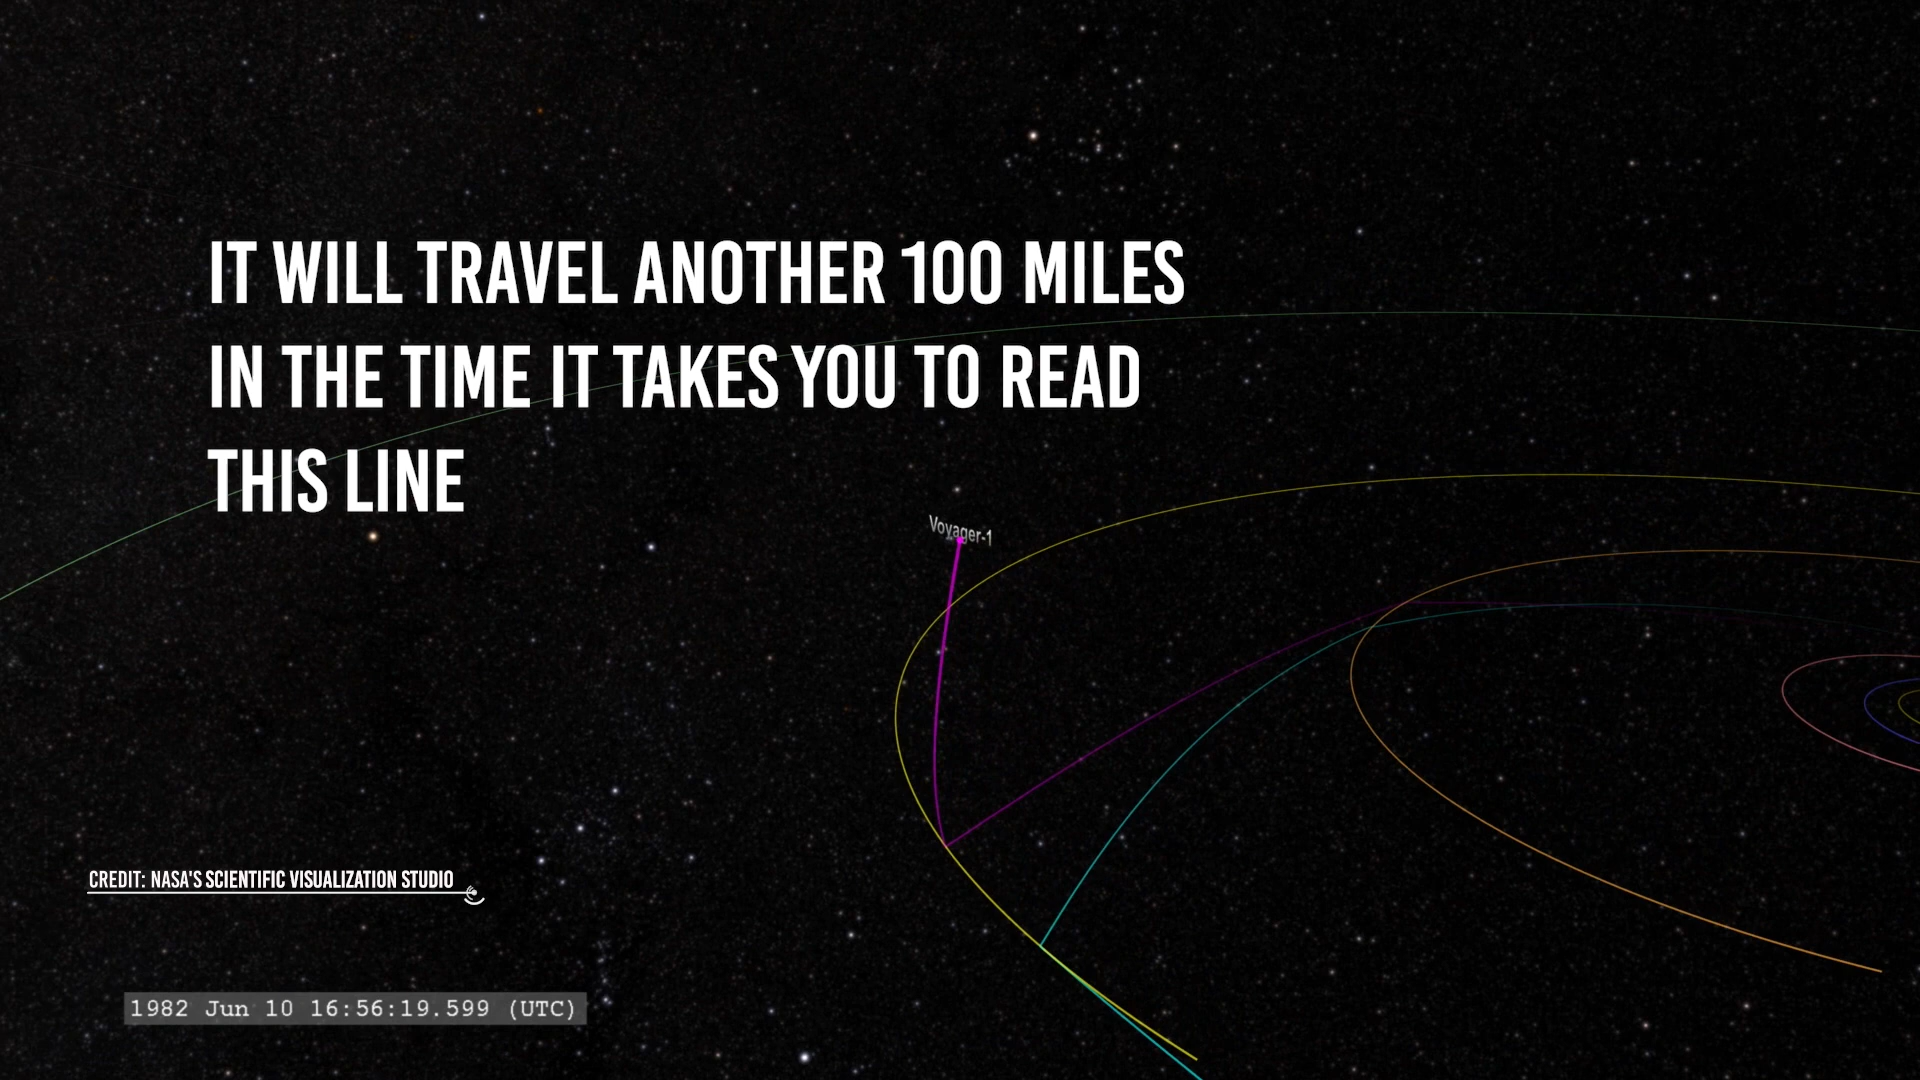 IT WILL TRAVEL ANOTHER 100 MILES
IN THE TIME IT TAKES YOU TO READ
THIS LINE
Voyager-1
CREDIT: NASA'S SCIENTIFIC VISUALIZATION STUDIO
1982 Jun 10 16:56:19.599 (UTC)